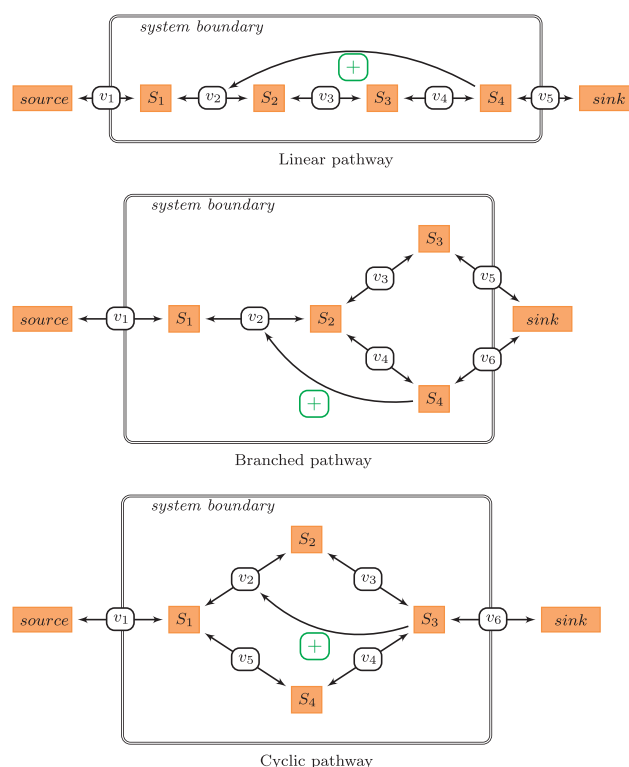 system boundary
+
source v₁ S₁ v₂ S₂ v₃ S₃ v₄ S₄ v₅ sink
Linear pathway
system boundary
S₃
v₃ v₅
source v₁ S₁ v₂ S₂ sink
v₄ v₆
+ S₄
Branched pathway
system boundary
S₂
v₂ v₃
source v₁ S₁ S₃ v₆ sink
+
v₅ v₄
S₄
Cyclic pathway